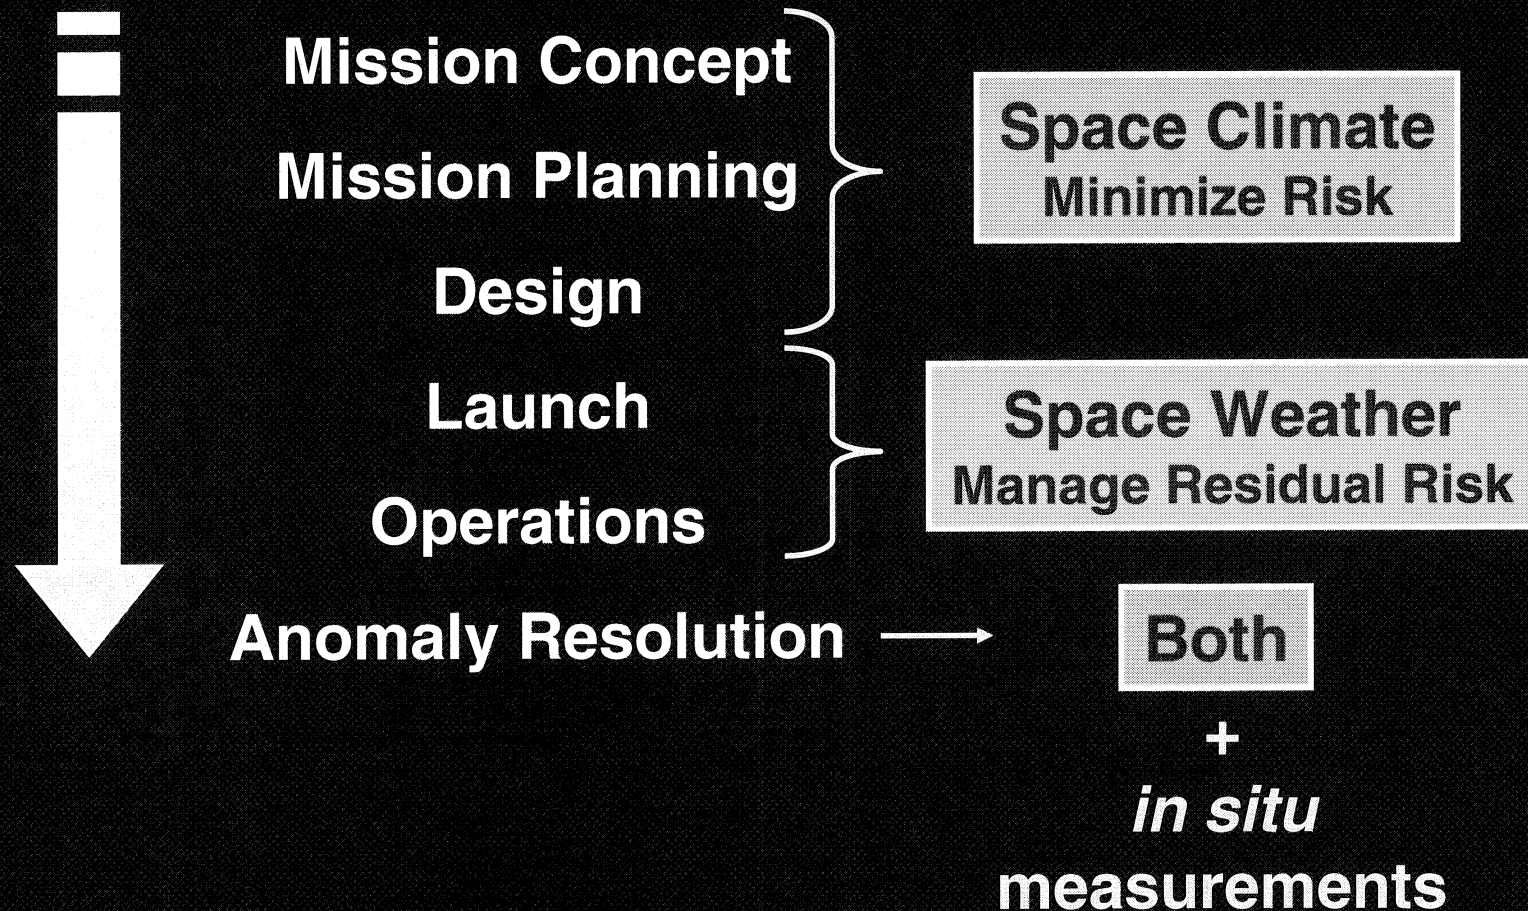 Mission Concept
Mission Planning
Design
Launch
Operations
Anomaly Resolution
Space Climate
Minimize Risk
Space Weather
Manage Residual Risk
Both
+
in situ
measurements